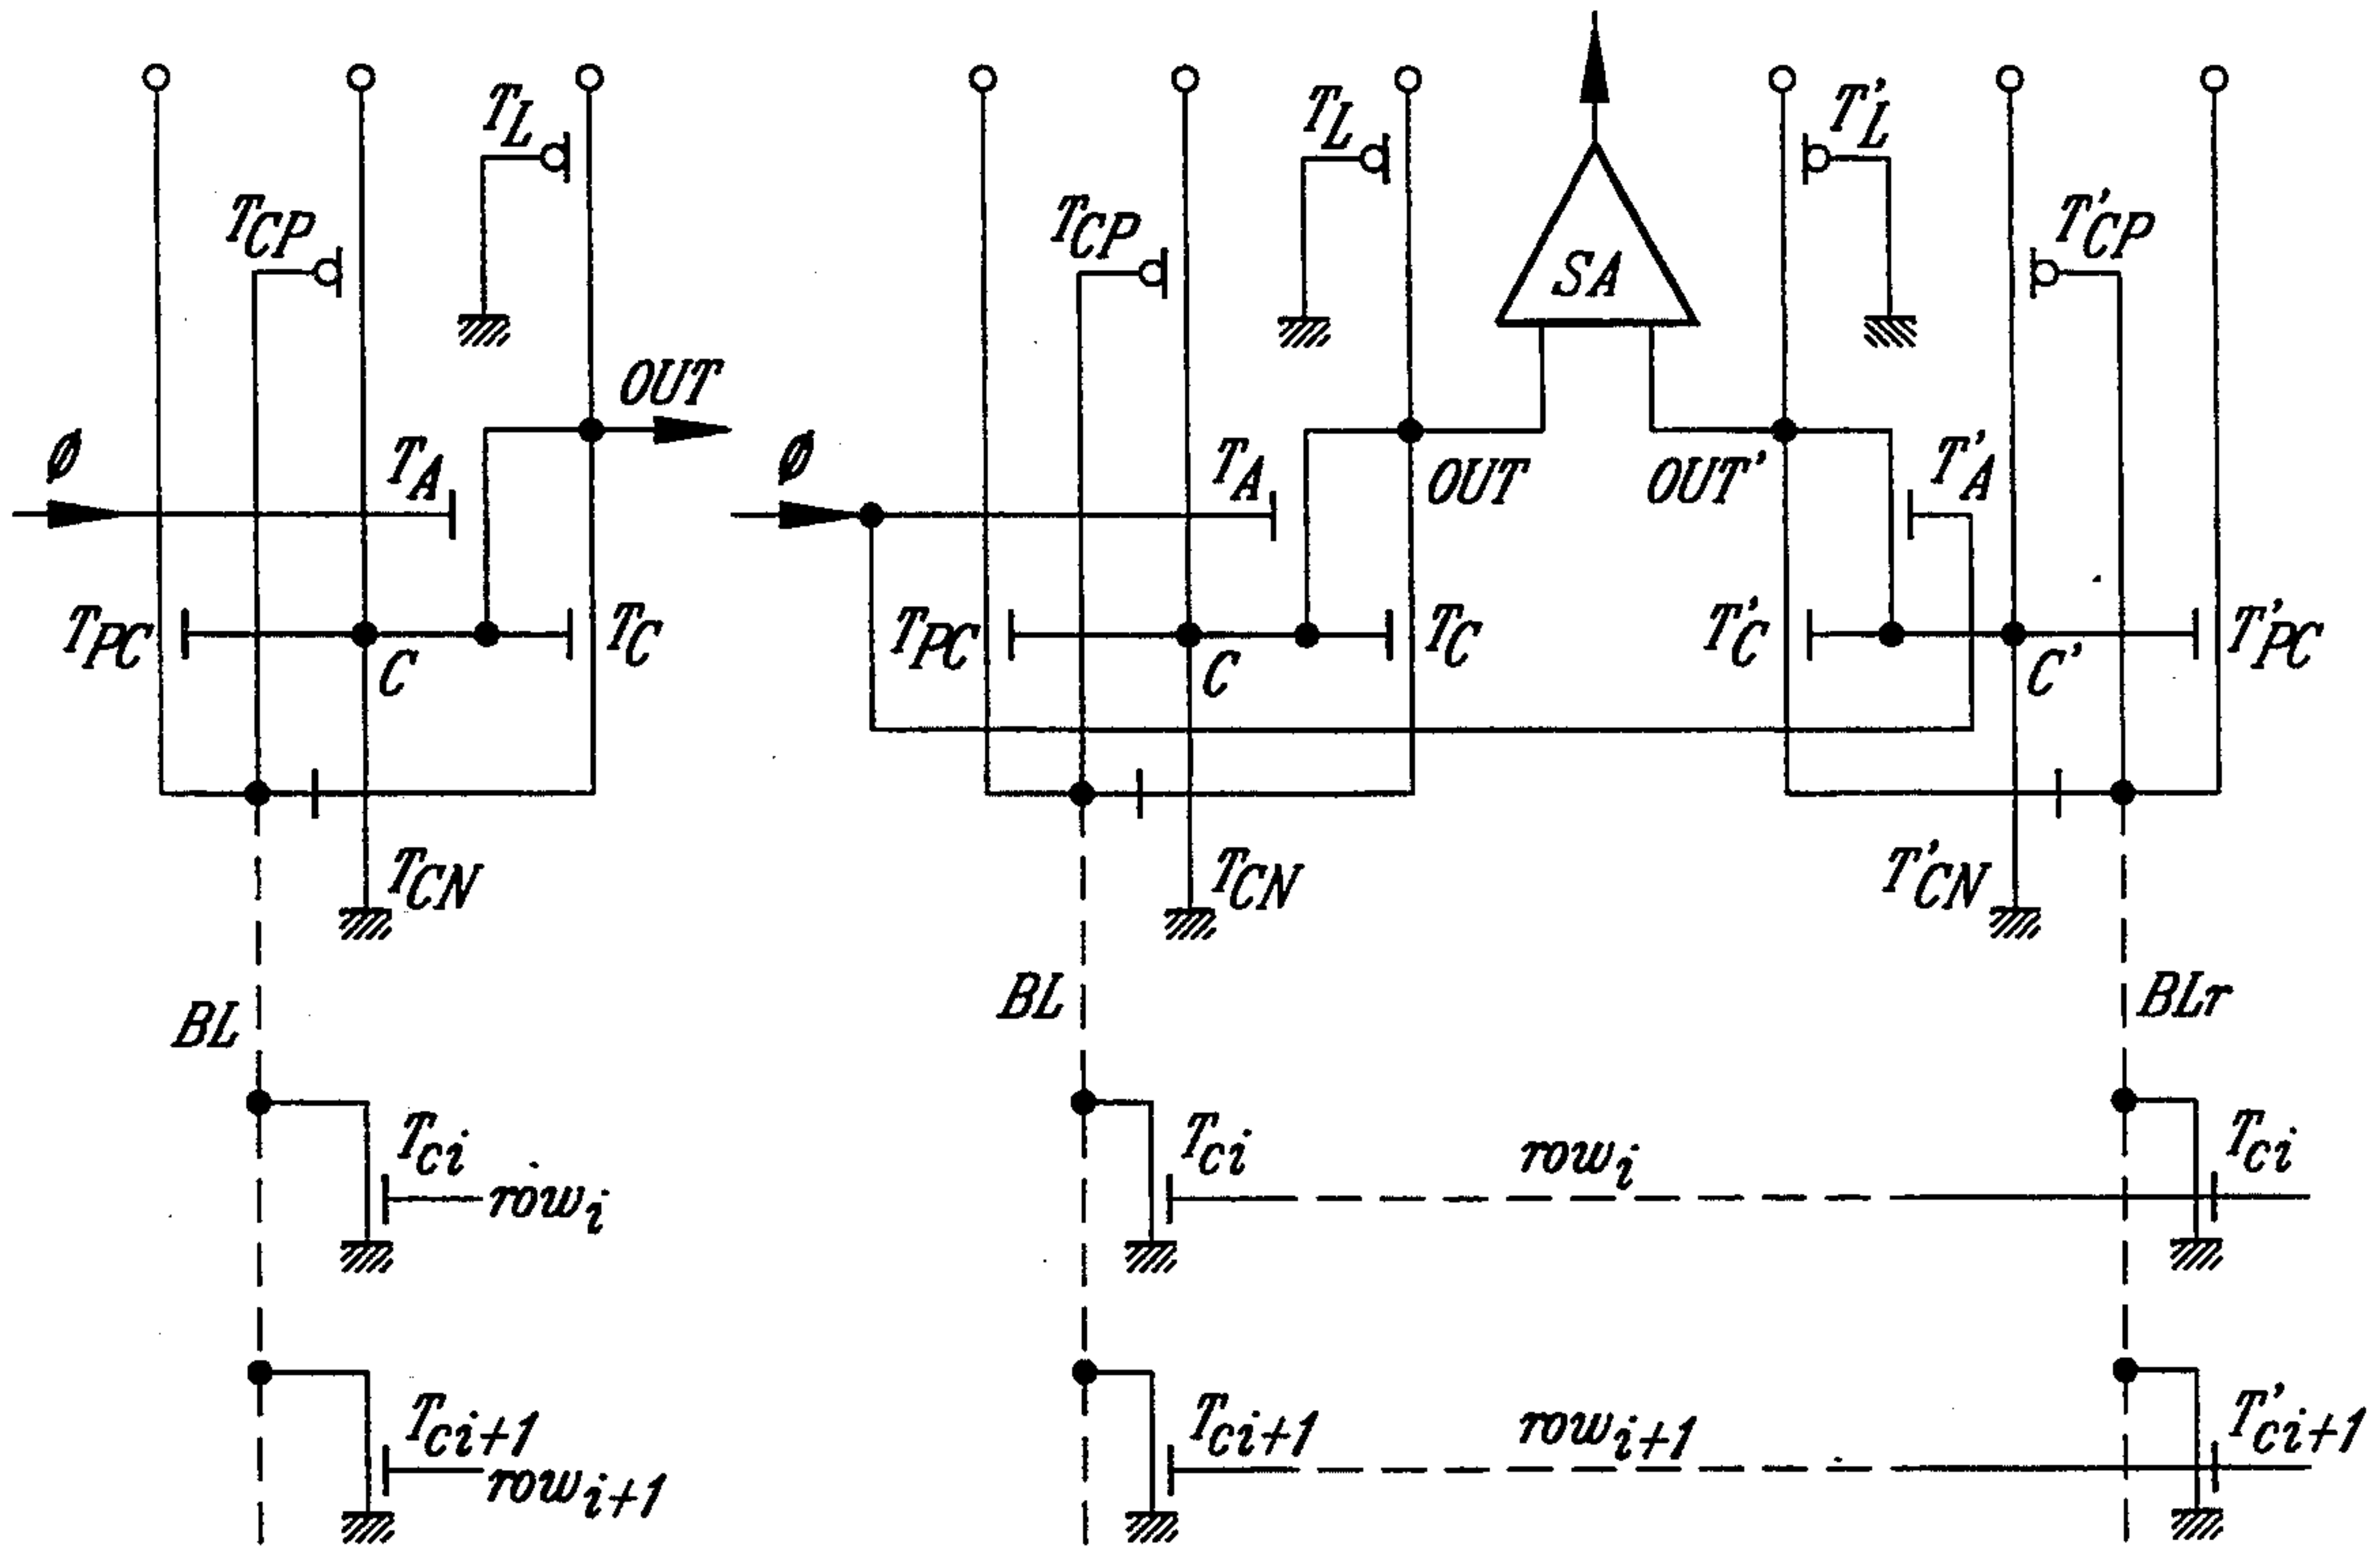 T_L T_L T'_L
T_CP T_CP T'_CP
SA
OUT
ø T_A ø T_A OUT OUT' T'_A
T_PC C T_C T_PC C T_C T'_C C' T'_PC
T_CN T_CN T'_CN
BL BL BLr
T_ci T_ci row_i T_ci
row_i
T_ci+1 T_ci+1 row_i+1 T'_ci+1
row_i+1